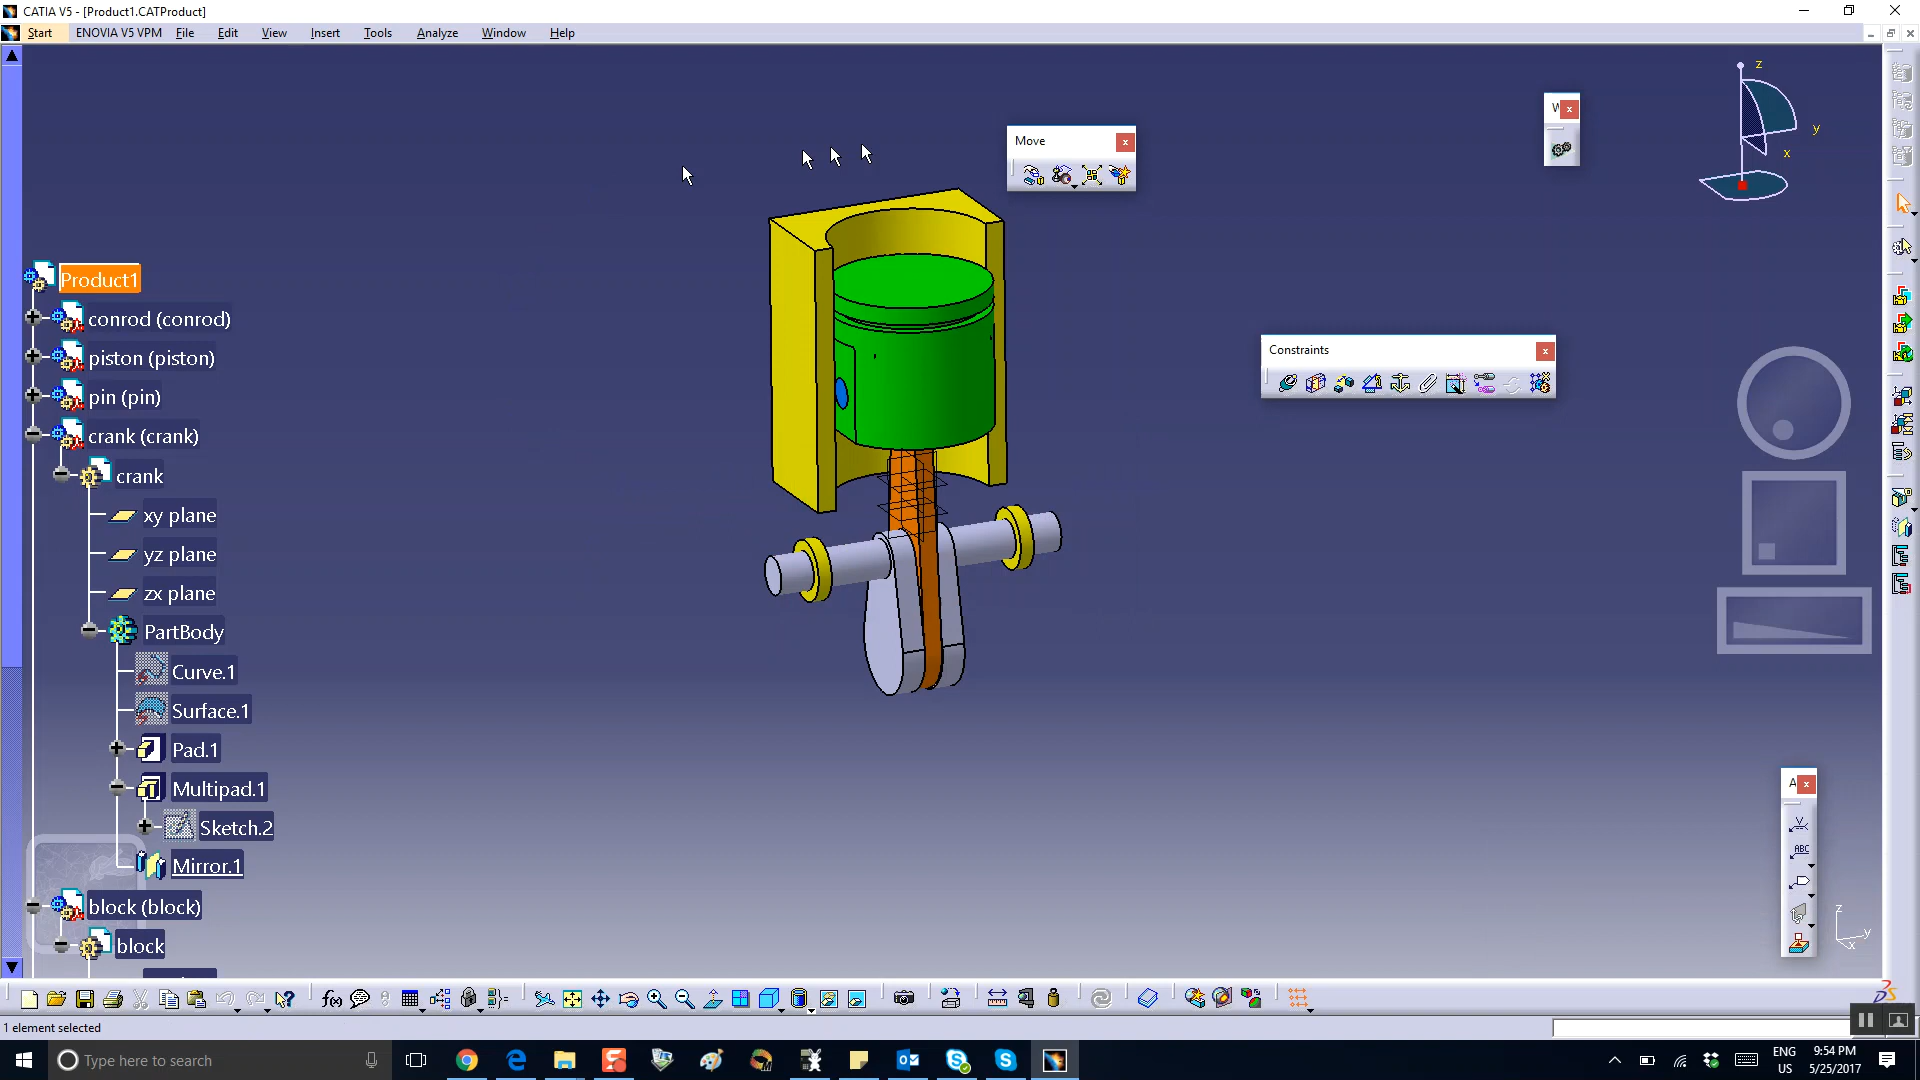 CATIA V5 - [Product1.CATProduct]
Start ENOVIA V5 VPM File Edit View Insert Tools Analyze Window Help
z
y
x
W
Move
Product1
conrod (conrod)
piston (piston)
pin (pin)
crank (crank)
crank
xy plane
yz plane
zx plane
PartBody
Curve.1
Surface.1
Pad.1
Multipad.1
Sketch.2
Mirror.1
block (block)
block
Constraints
A
ABC
z
y
x
f(x)
1 element selected
Type here to search
ENG
US
9:54 PM
5/25/2017